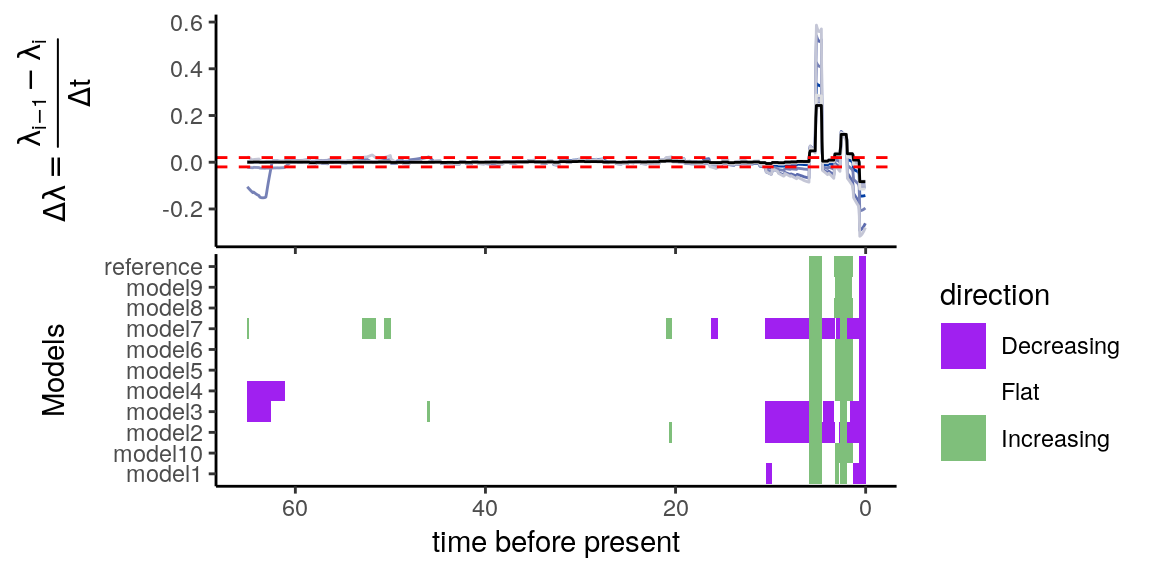 Δλ = (λi−1 − λi) / Δt
0.6
0.4
0.2
0.0
-0.2
Models
reference
model9
model8
model7
model6
model5
model4
model3
model2
model10
model1
60 40 20 0
time before present
direction
Decreasing
Flat
Increasing